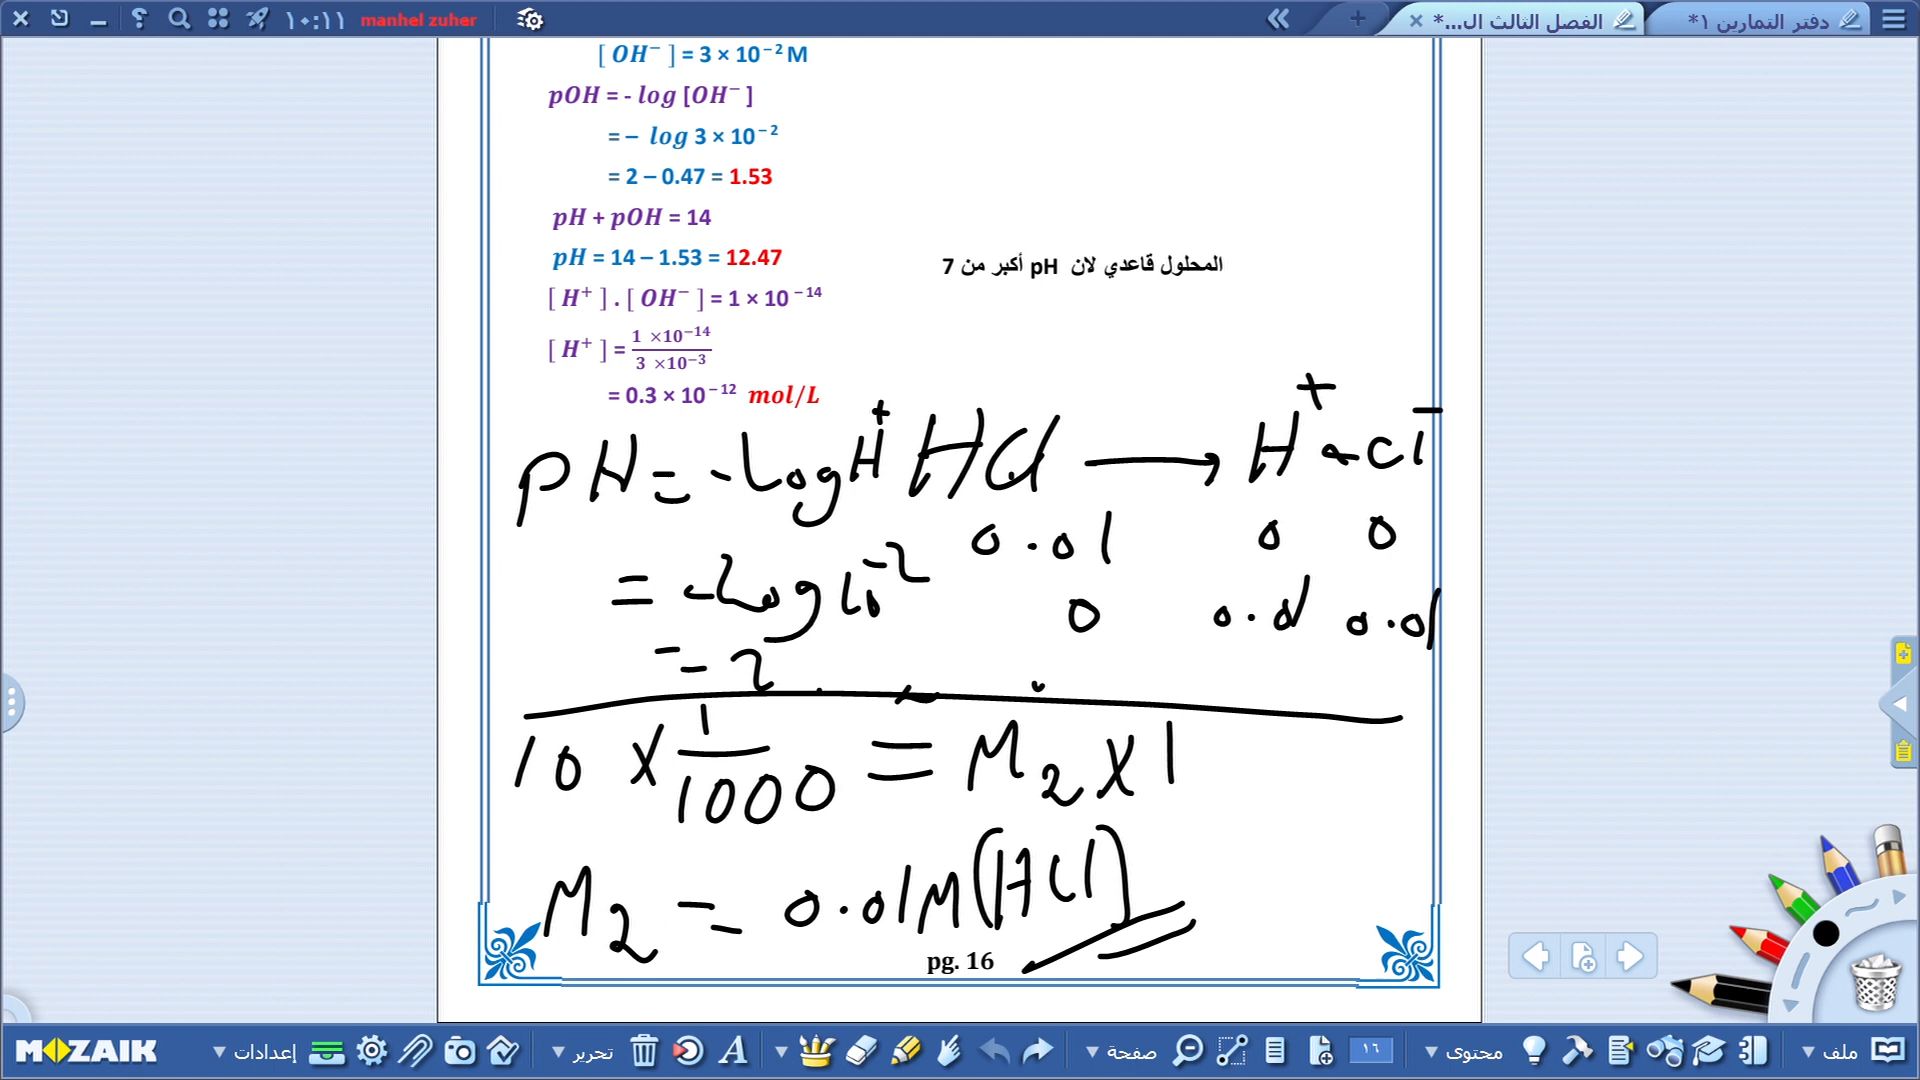 ١٠:١١ manhel zuher
الفصل الثالث ال...*
دفتر التمارين ١*
[ OH⁻ ] = 3 × 10⁻² M
pOH = - log [OH⁻ ]
= – log 3 × 10⁻²
= 2 – 0.47 = 1.53
pH + pOH = 14
pH = 14 – 1.53 = 12.47
المحلول قاعدي لان pH أكبر من 7
[ H⁺ ] . [ OH⁻ ] = 1 × 10⁻¹⁴
[ H⁺ ] = 1 ×10⁻¹⁴ / 3 ×10⁻³
= 0.3 × 10⁻¹² mol/L
pH = -Log H⁺ HCl → H⁺ + Cl⁻
0.01 0 0
= -Log 10⁻²
0 0.01 0.01
= 2
10 × 1/1000 = M₂ × 1
M₂ = 0.01 M (HCl)
pg. 16
MOZAIK إعدادات تحرير صفحة ١٦ محتوى ملف